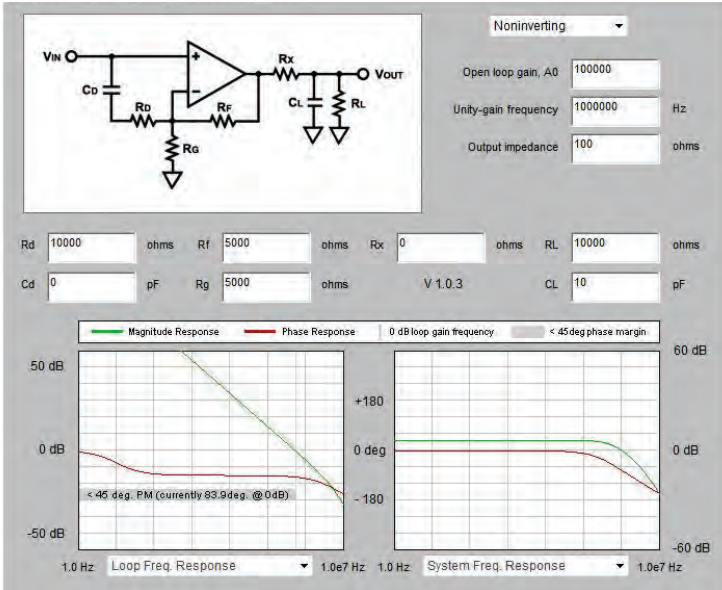 Noninverting
VIN
CD
RD
RG
RF
RX
CL
RL
VOUT
Open loop gain, A0 100000
Unity-gain frequency 1000000 Hz
Output impedance 100 ohms
Rd 10000 ohms Rf 5000 ohms Rx 0 ohms RL 10000 ohms
Cd 0 pF Rg 5000 ohms V 1.0.3 CL 10 pF
Magnitude Response Phase Response 0 dB loop gain frequency < 45deg phase margin
50 dB
0 dB
-50 dB
< 45 deg. PM (currently 83.9deg. @ 0dB)
+180
0 deg
-180
60 dB
0 dB
-60 dB
1.0 Hz Loop Freq. Response 1.0e7 Hz 1.0 Hz System Freq. Response 1.0e7 Hz